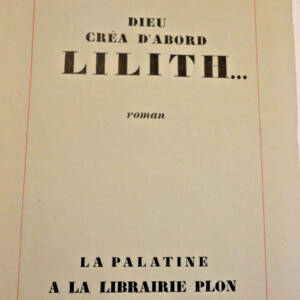 DIEU
CRÉA D'ABORD
LILITH...
roman
LA PALATINE
A LA LIBRAIRIE PLON